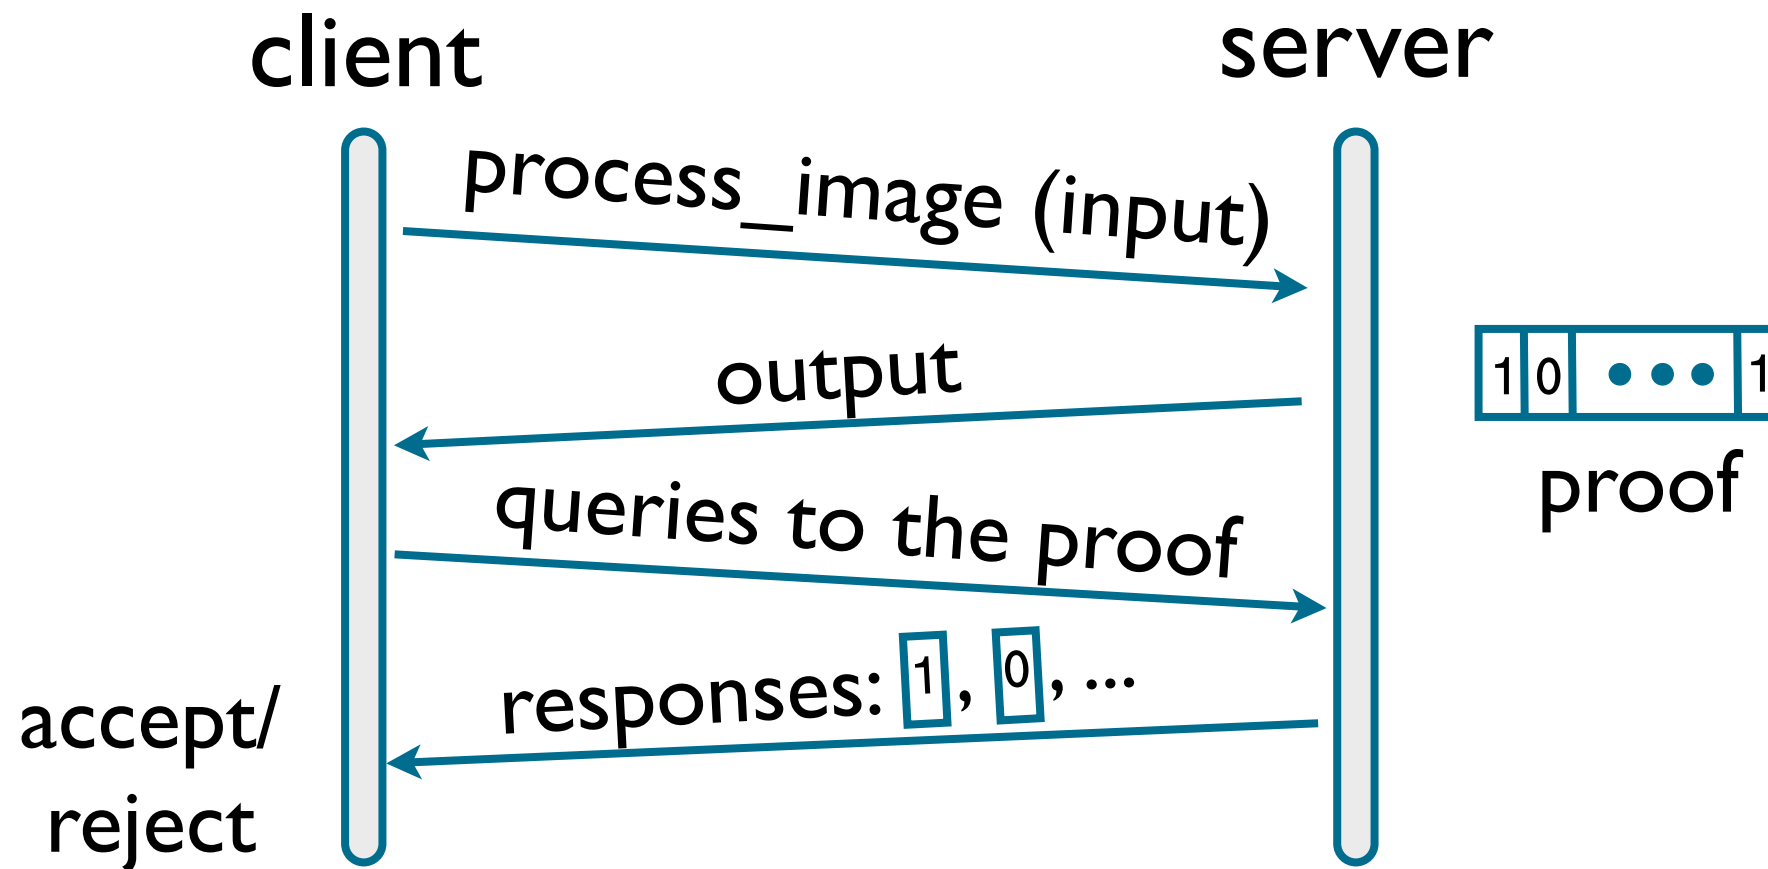 client
server
process_image (input)
output
1 0 ••• 1
proof
queries to the proof
responses: 1, 0, ...
accept/
reject